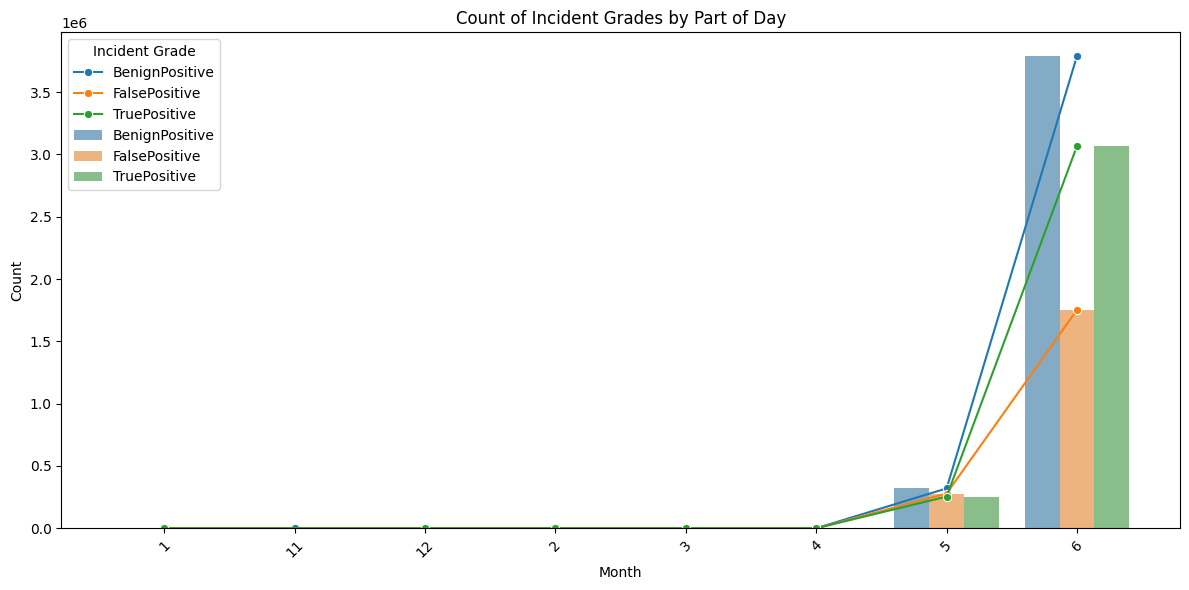 Count of Incident Grades by Part of Day
1e6
Incident Grade
BenignPositive
FalsePositive
TruePositive
BenignPositive
FalsePositive
TruePositive
3.5
3.0
2.5
2.0
1.5
1.0
0.5
0.0
Count
1 11 12 2 3 4 5 6
Month